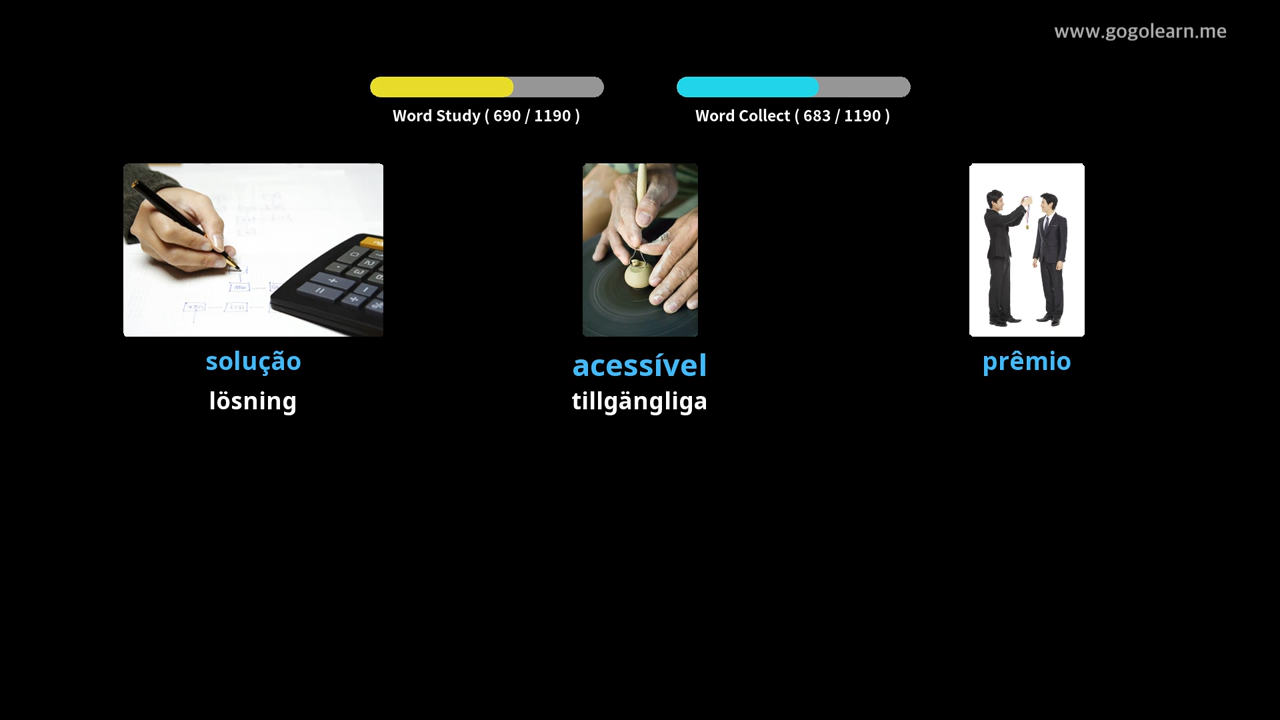 www.gogolearn.me
Word Study ( 690 / 1190 )
Word Collect ( 683 / 1190 )
solução
lösning
acessível
tillgängliga
prêmio